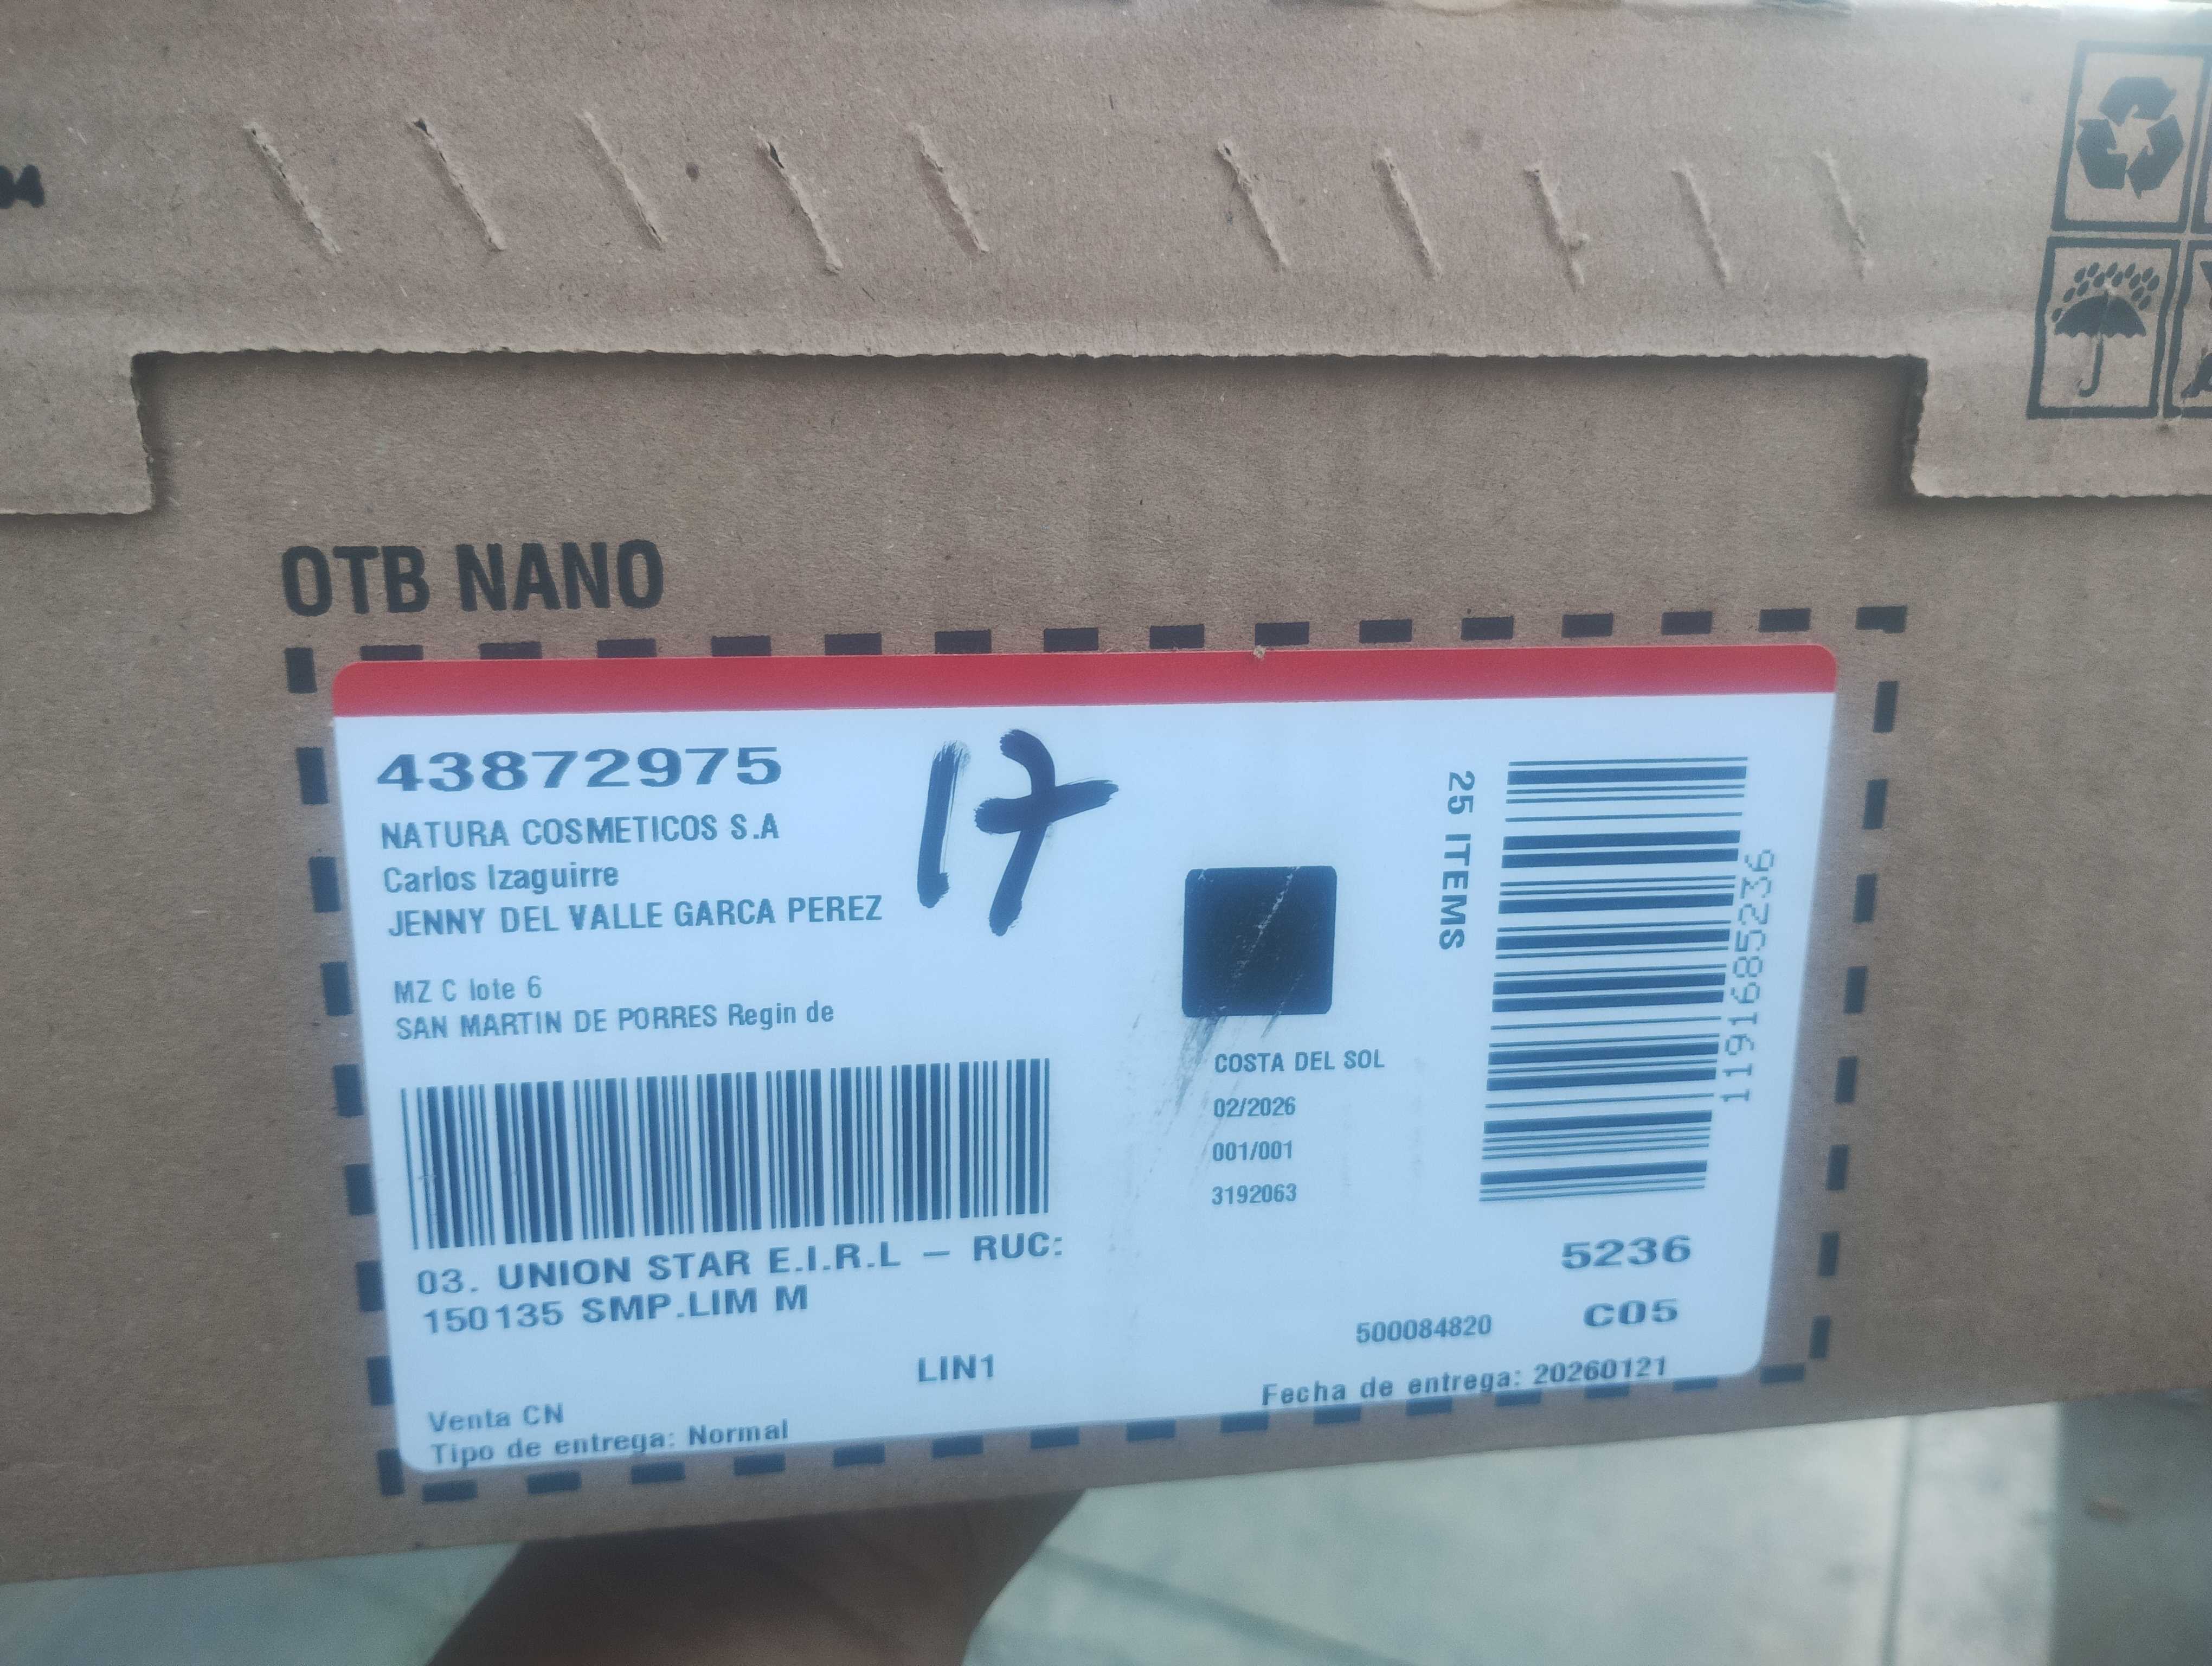 OTB NANO
43872975
17
NATURA COSMETICOS S.A
Carlos Izaguirre
JENNY DEL VALLE GARCA PEREZ
MZ C lote 6
SAN MARTIN DE PORRES Regin de
03. UNION STAR E.I.R.L — RUC:
150135 SMP.LIM M
LIN1
Venta CN
Tipo de entrega: Normal
COSTA DEL SOL
02/2026
001/001
3192063
25 ITEMS
1191685236
5236
C05
500084820
Fecha de entrega: 20260121